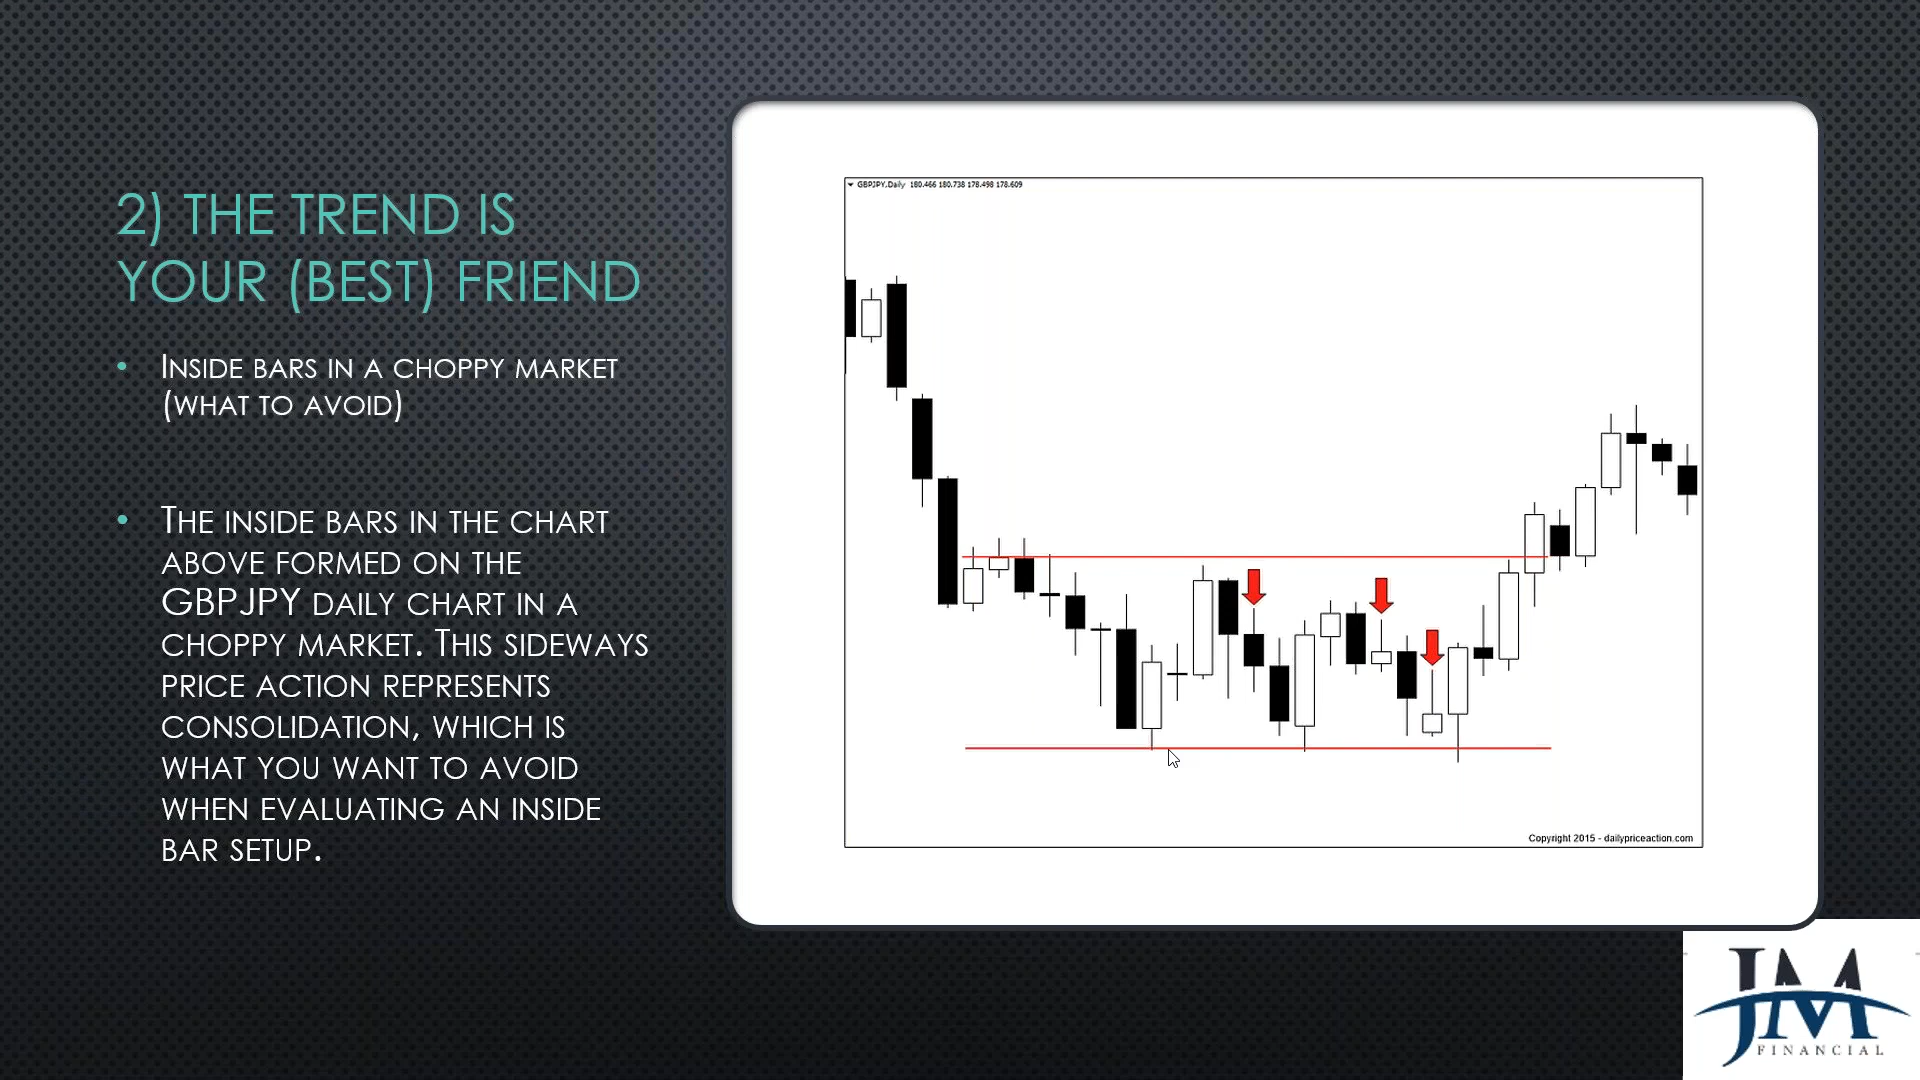 2) THE TREND IS
YOUR (BEST) FRIEND
• INSIDE BARS IN A CHOPPY MARKET
(WHAT TO AVOID)
• THE INSIDE BARS IN THE CHART
ABOVE FORMED ON THE
GBPJPY DAILY CHART IN A
CHOPPY MARKET. THIS SIDEWAYS
PRICE ACTION REPRESENTS
CONSOLIDATION, WHICH IS
WHAT YOU WANT TO AVOID
WHEN EVALUATING AN INSIDE
BAR SETUP.
GBPJPY,Daily 180.466 180.738 178.498 178.609
Copyright 2015 - dailypriceaction.com
JM
FINANCIAL